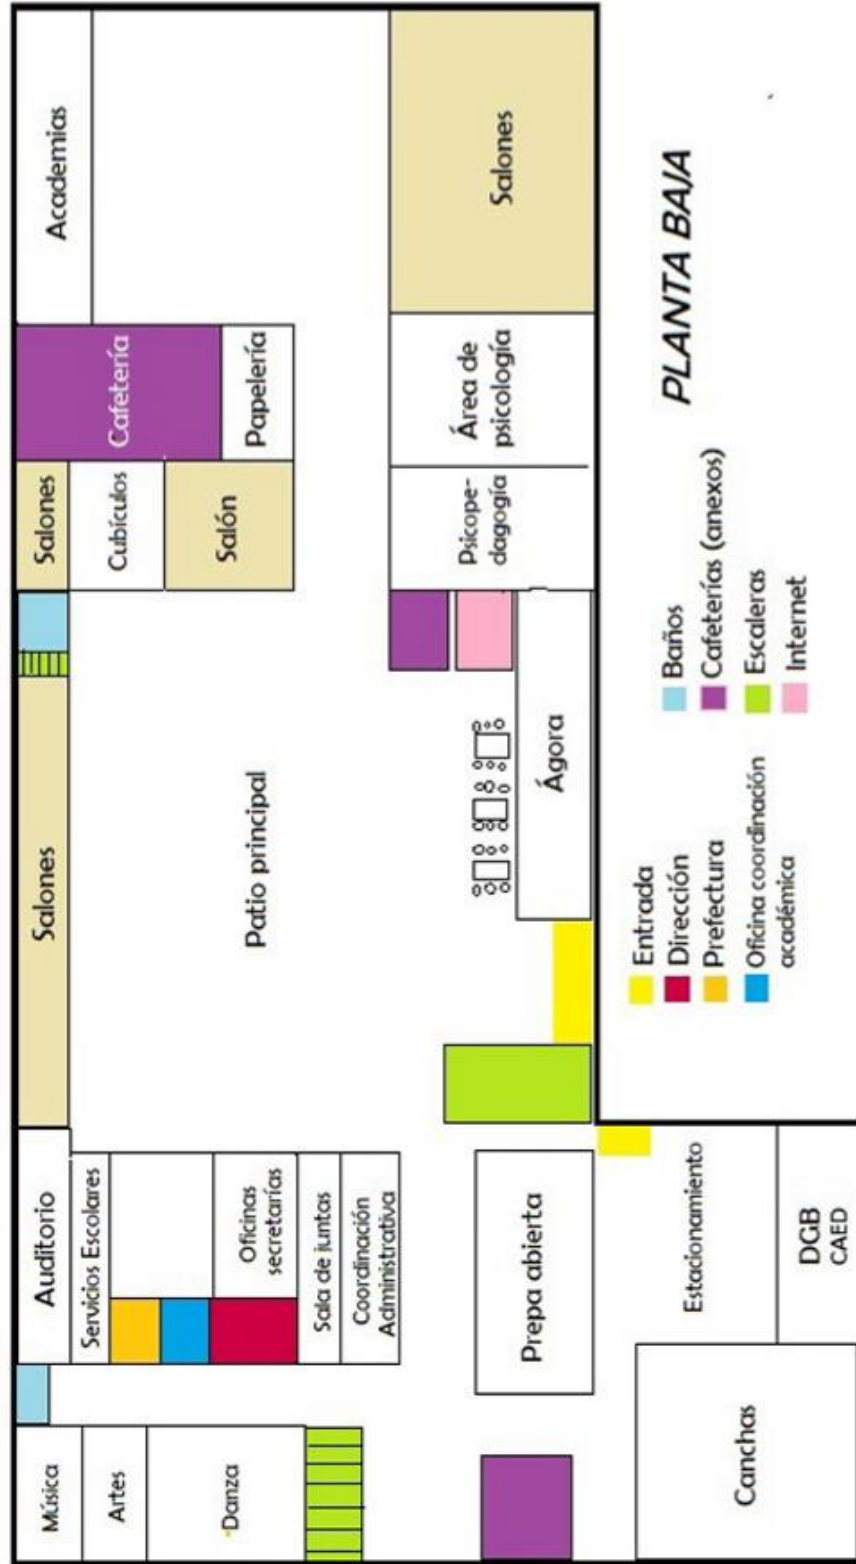 Música
Artes
Danza
Auditorio
Servicios Escolares
Oficinas
secretarías
Sala de juntas
Coordinación
Administrativa
Salones
Patio principal
Salones
Cubículos
Salón
Cafetería
Papelería
Academias
Prepa abierta
Ágora
Psicope-
dagogía
Área de
psicología
Salones
Canchas
Estacionamiento
DGB
CAED
Entrada
Dirección
Prefectura
Oficina coordinación
académica
Baños
Cafeterías (anexos)
Escaleras
Internet
PLANTA BAJA